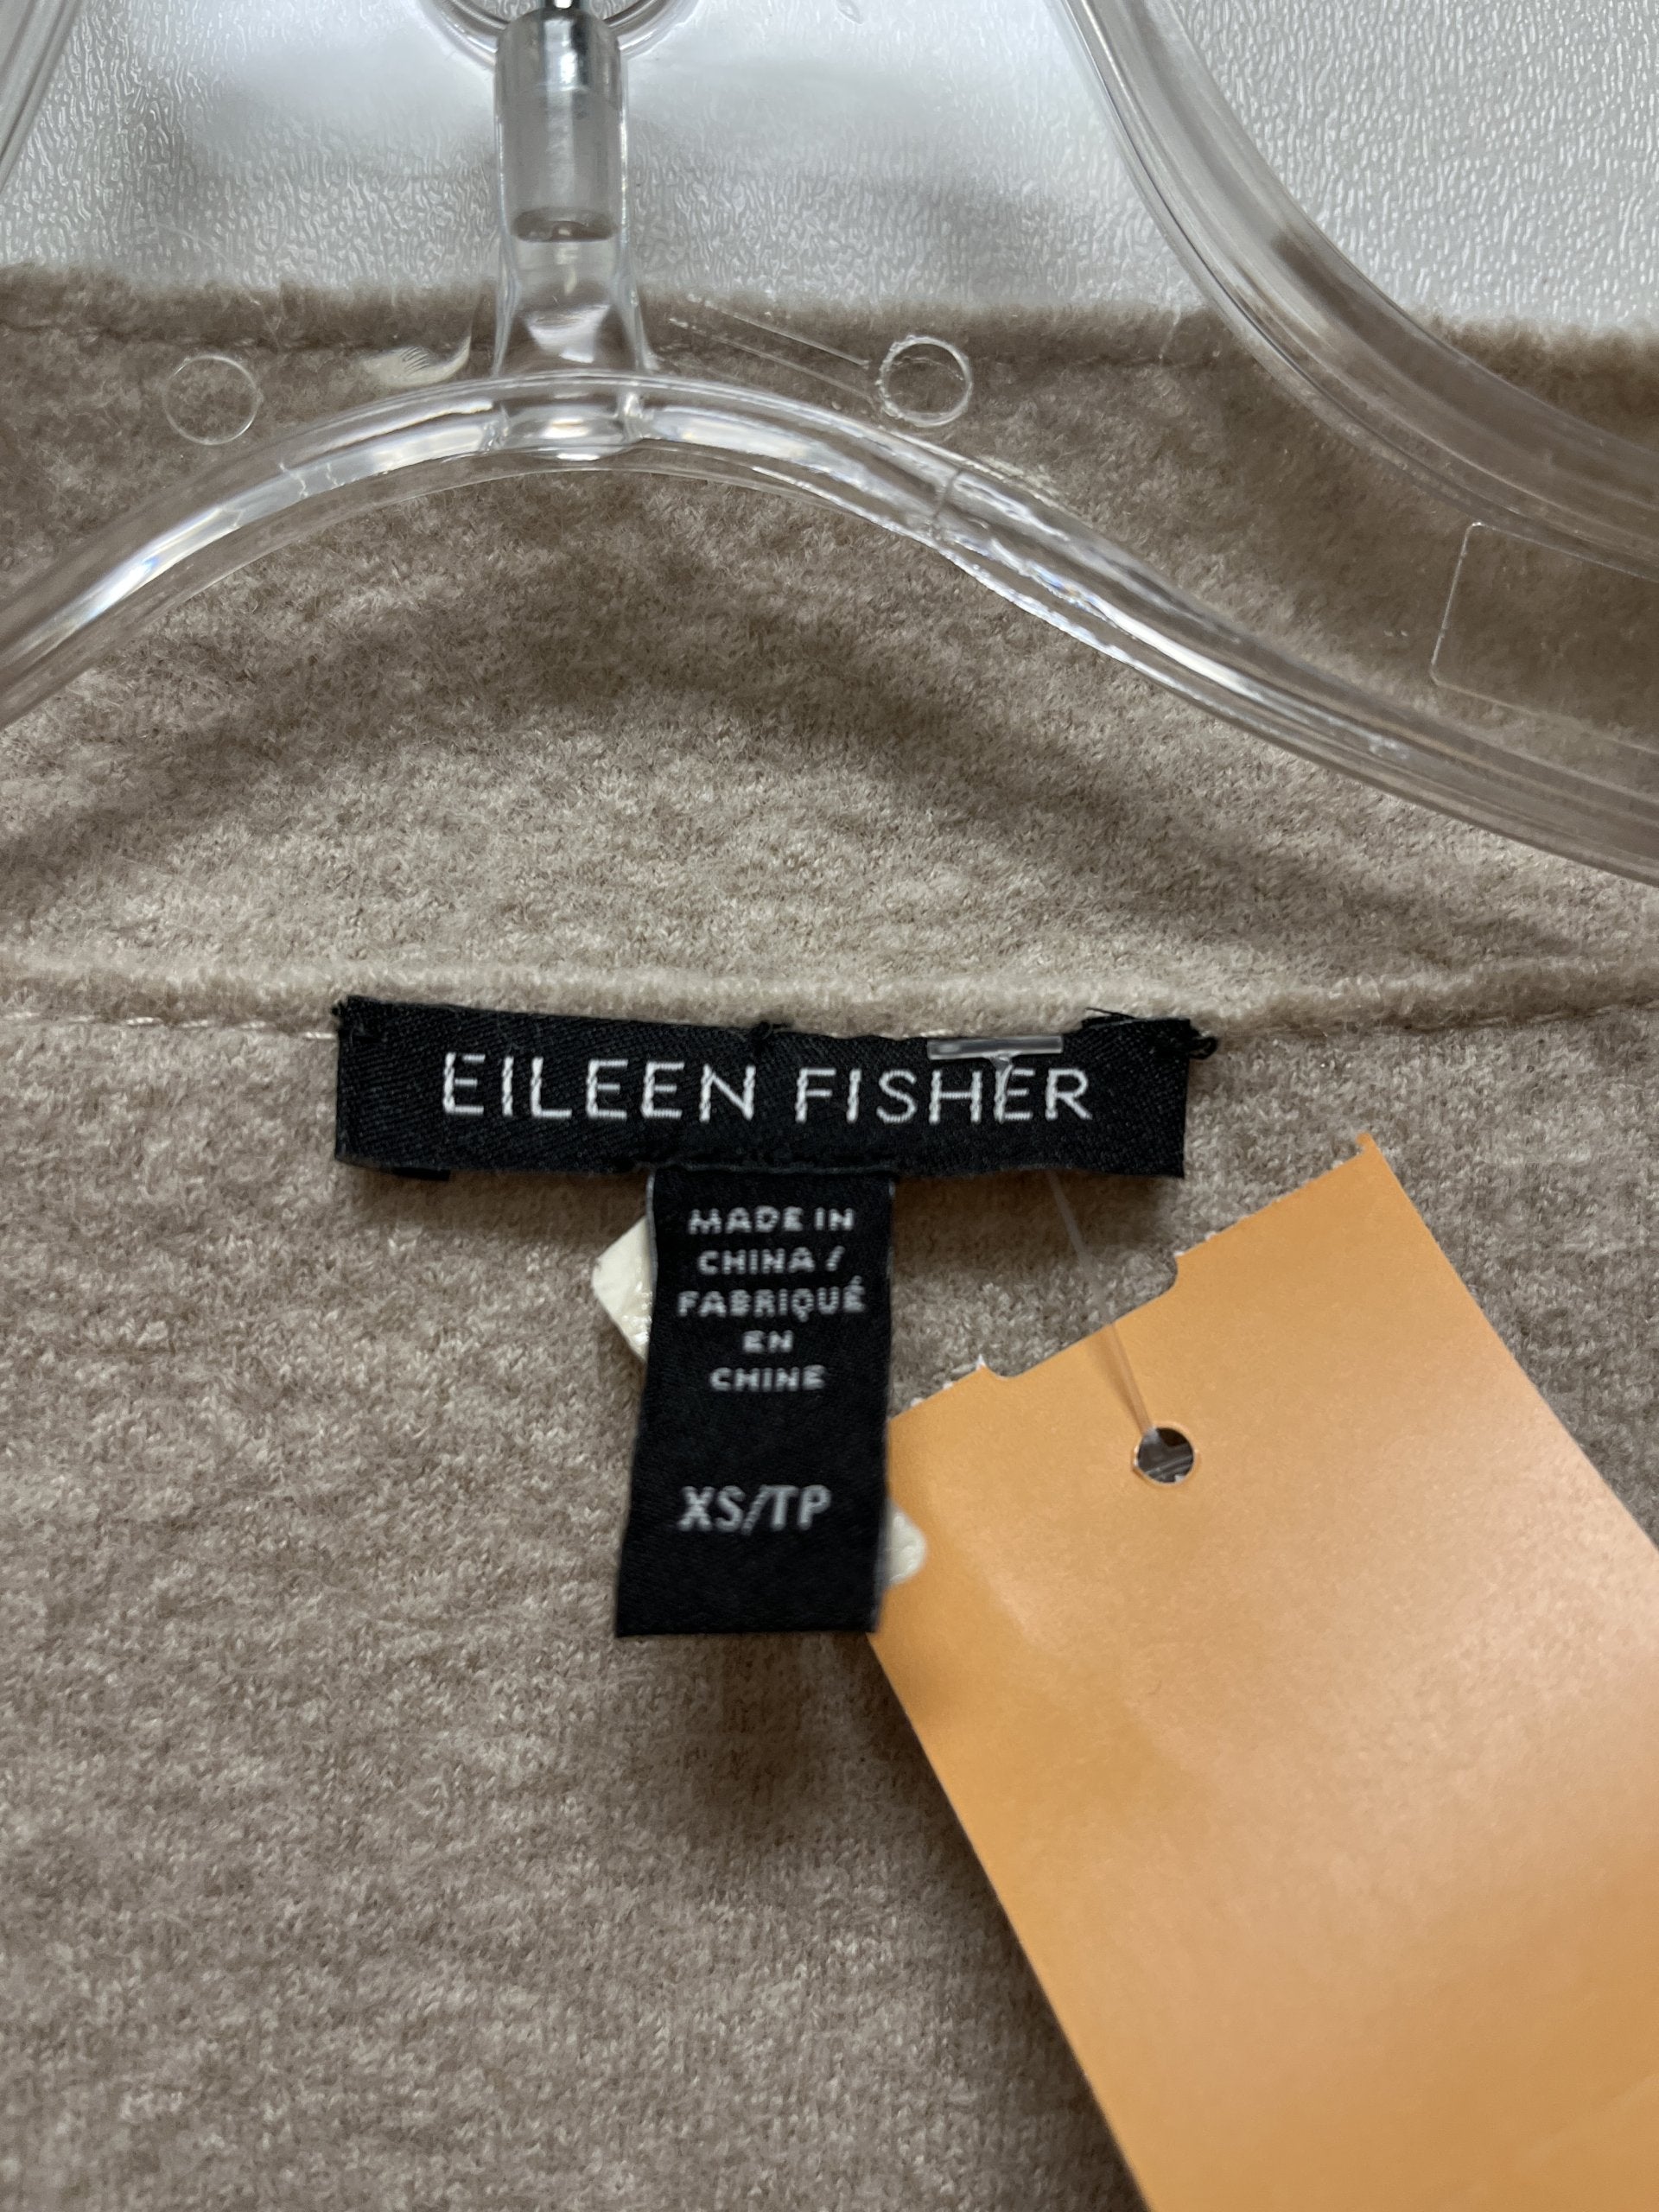 EILEEN FISHER
MADE IN
CHINA /
FABRIQUÉ
EN
CHINE
XS/TP